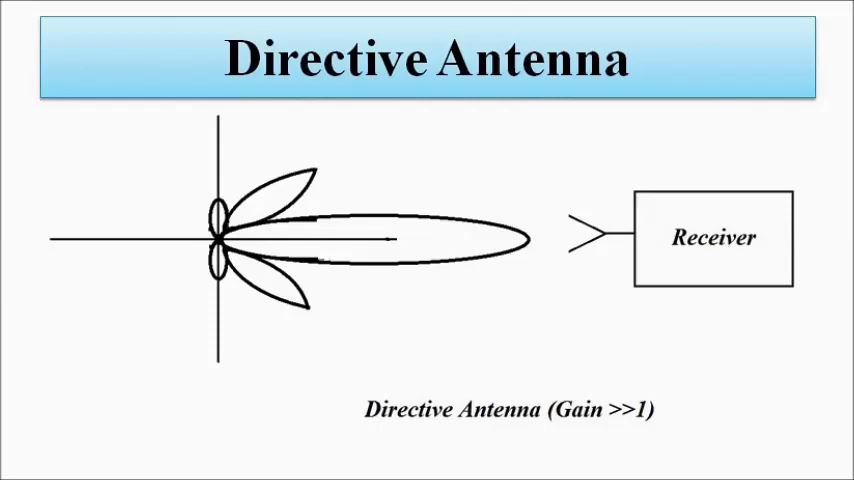 Directive Antenna
Receiver
Directive Antenna (Gain >>1)